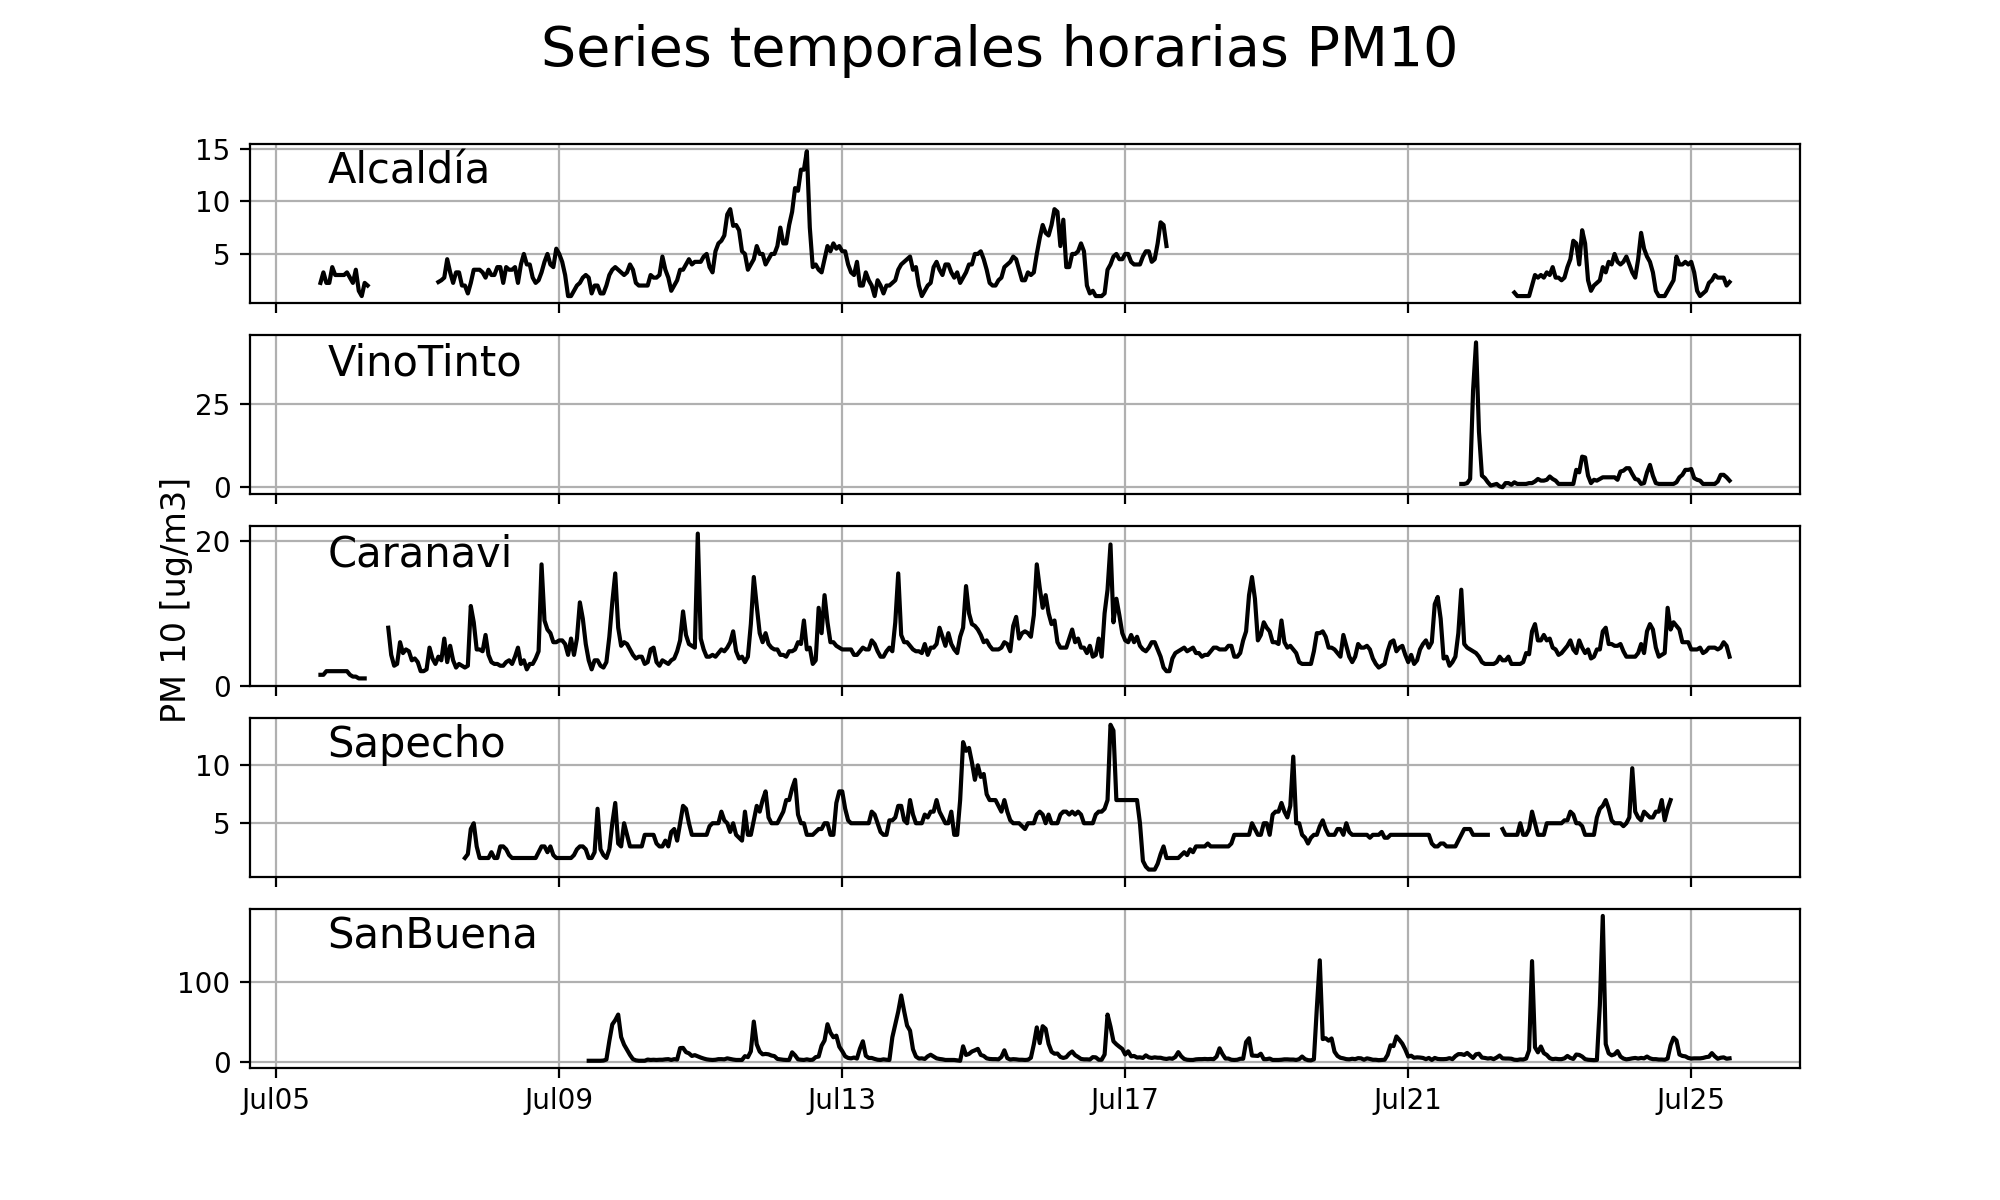 Series temporales horarias PM10
15
Alcaldía
10
5
VinoTinto
25
0
PM 10 [ug/m3]
20
Caranavi
0
Sapecho
10
5
SanBuena
100
0
Jul05 Jul09 Jul13 Jul17 Jul21 Jul25